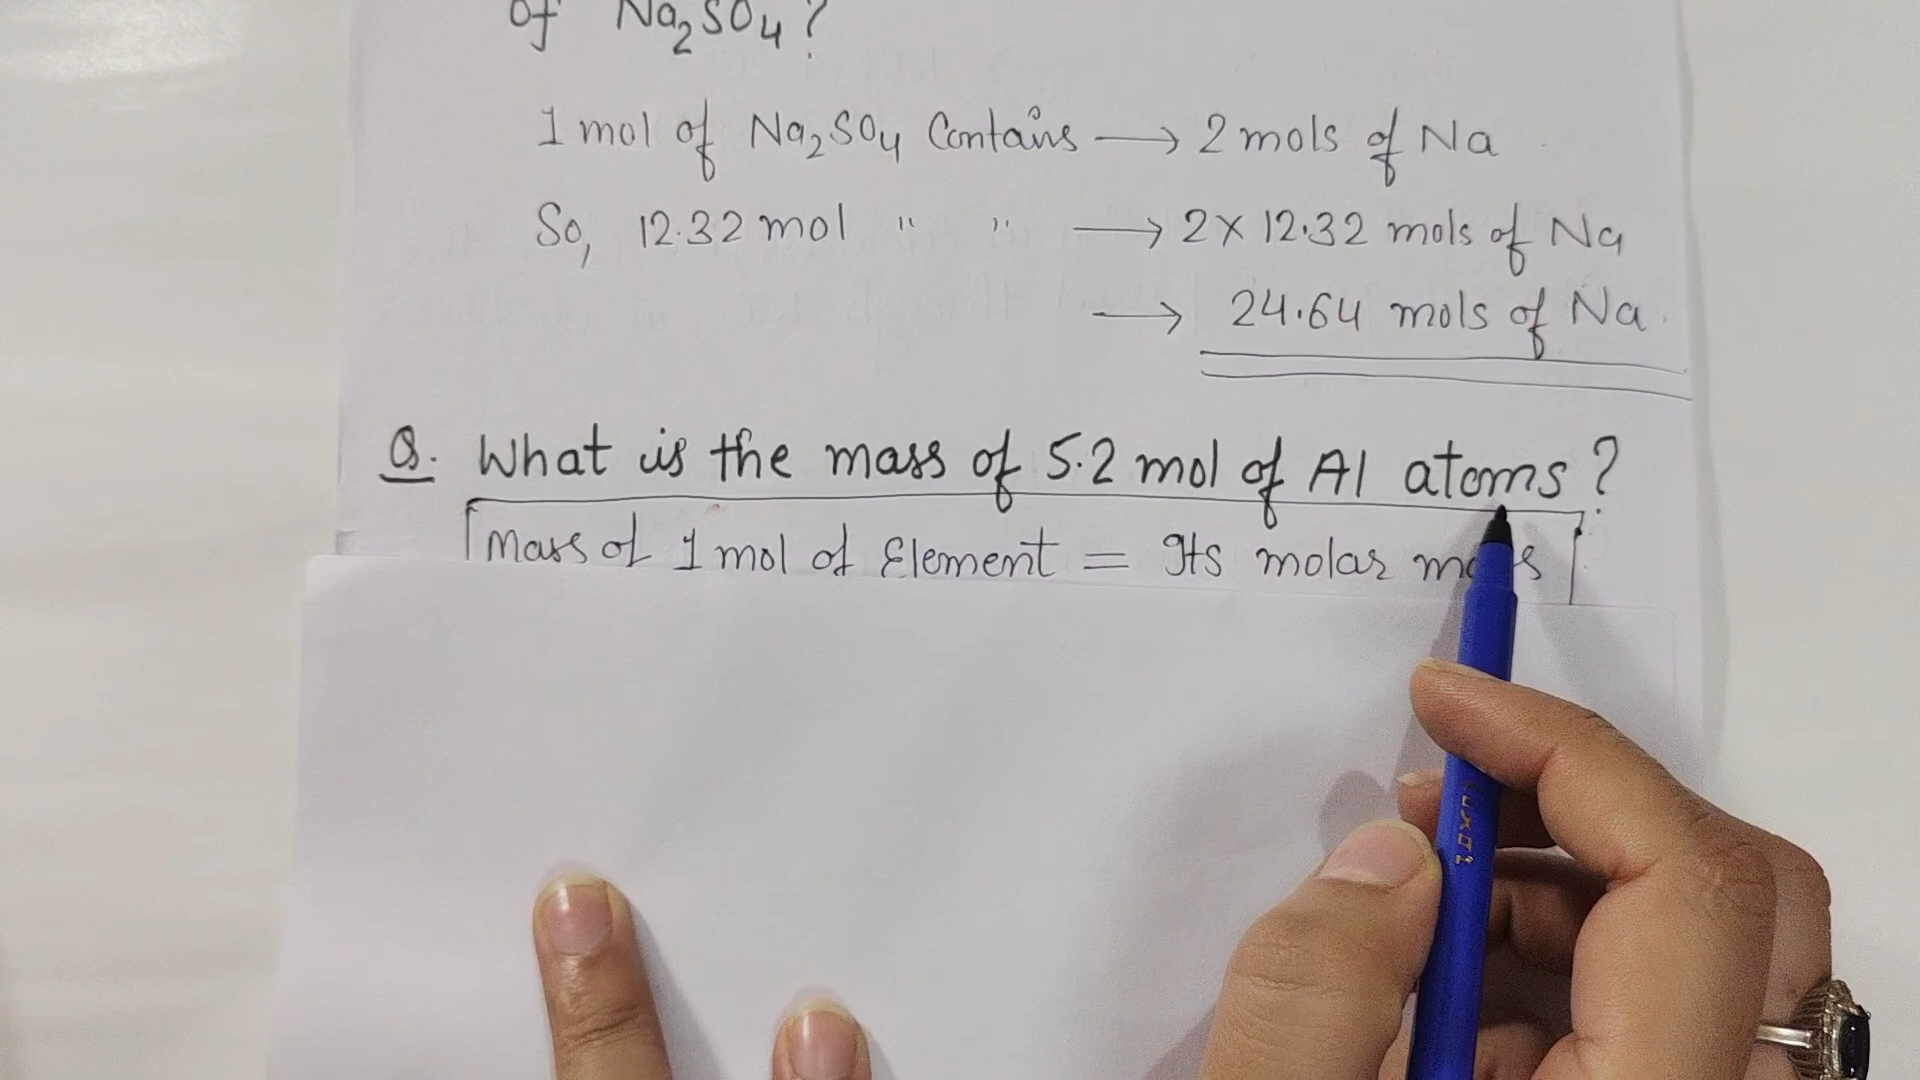 of Na₂SO₄?
1 mol of Na₂SO₄ Contains → 2 mols of Na
So, 12.32 mol " " → 2 x 12.32 mols of Na
→ 24.64 mols of Na.
Q. What is the mass of 5.2 mol of Al atoms?
Mass of 1 mol of Element = Its molar mass
luxor